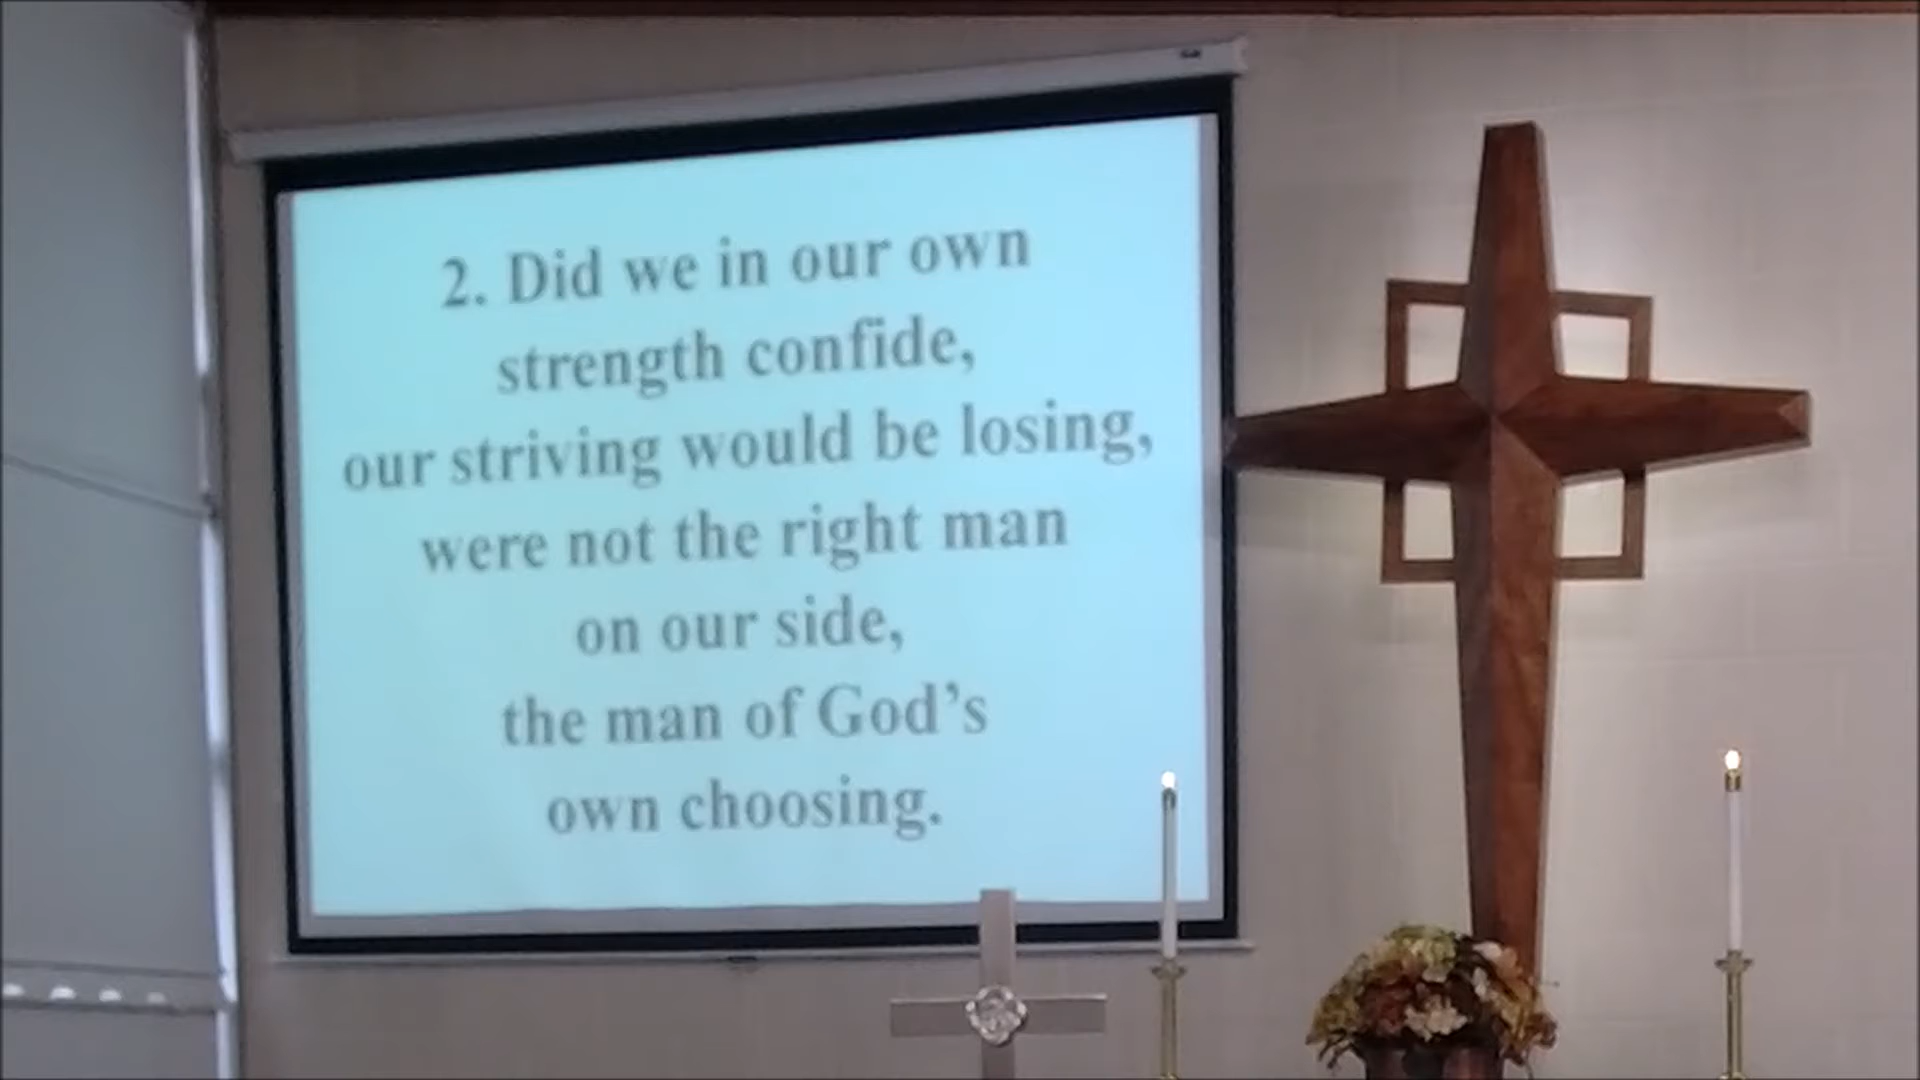 2. Did we in our own
strength confide,
our striving would be losing,
were not the right man
on our side,
the man of God’s
own choosing.